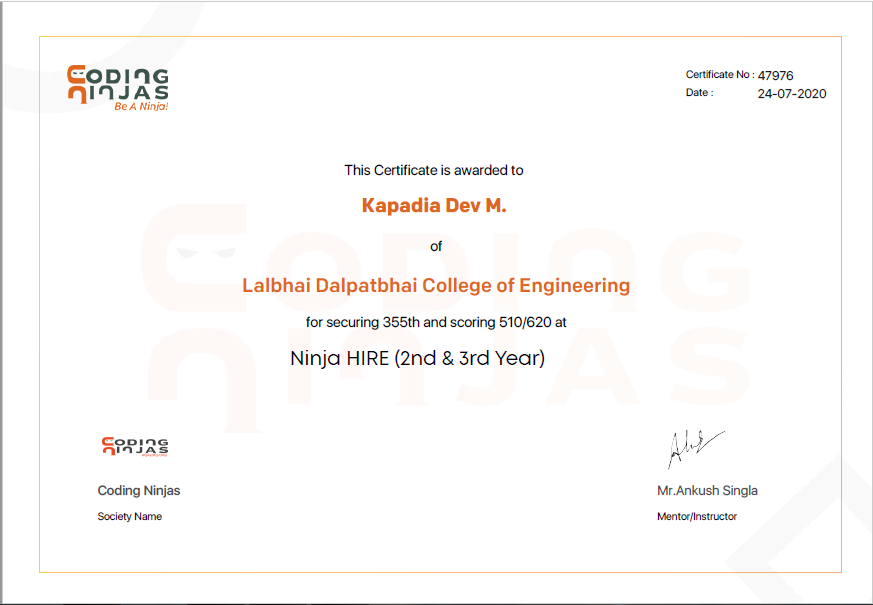 CODING
NINJAS
Be A Ninja!
Certificate No : 47976
Date : 24-07-2020
This Certificate is awarded to
Kapadia Dev M.
of
Lalbhai Dalpatbhai College of Engineering
for securing 355th and scoring 510/620 at
Ninja HIRE (2nd & 3rd Year)
CODING
NINJAS
CODING
NINJAS
Coding Ninjas
Society Name
Mr.Ankush Singla
Mentor/Instructor